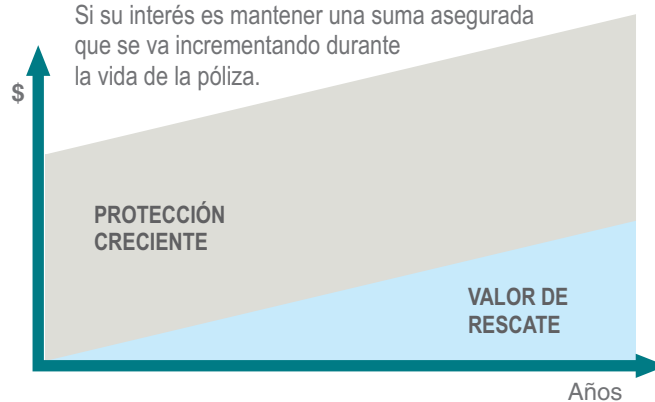 Si su interés es mantener una suma asegurada
que se va incrementando durante
la vida de la póliza.
$
PROTECCIÓN
CRECIENTE
VALOR DE
RESCATE
Años